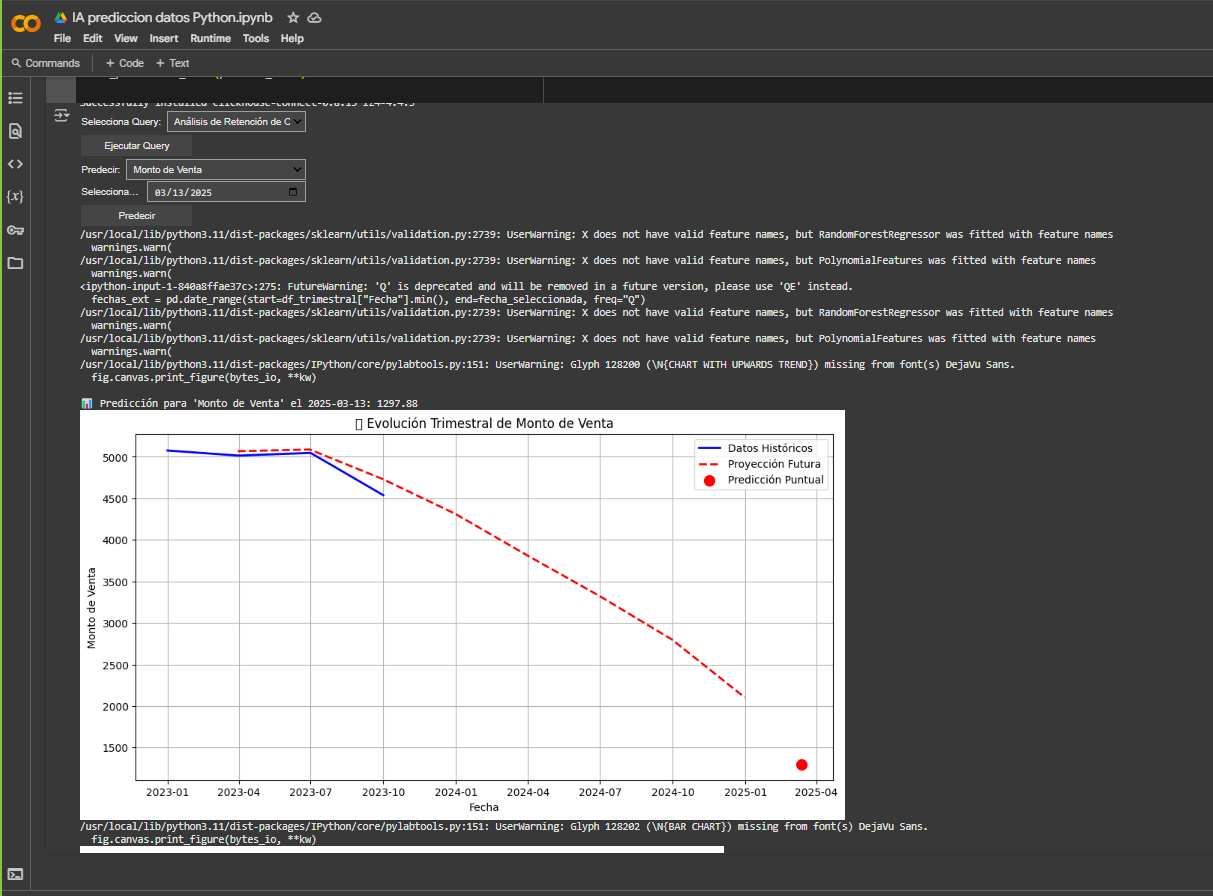 IA prediccion datos Python.ipynb
File Edit View Insert Runtime Tools Help
Commands + Code + Text
Successfully installed clickhouse-connect-0.8.15 lz4-4.4.3
Selecciona Query: Análisis de Retención de C
Ejecutar Query
Predecir: Monto de Venta
Selecciona... 03/13/2025
Predecir
/usr/local/lib/python3.11/dist-packages/sklearn/utils/validation.py:2739: UserWarning: X does not have valid feature names, but RandomForestRegressor was fitted with feature names
warnings.warn(
/usr/local/lib/python3.11/dist-packages/sklearn/utils/validation.py:2739: UserWarning: X does not have valid feature names, but PolynomialFeatures was fitted with feature names
warnings.warn(
<ipython-input-1-840a8ffae37c>:275: FutureWarning: 'Q' is deprecated and will be removed in a future version, please use 'QE' instead.
fechas_ext = pd.date_range(start=df_trimestral["Fecha"].min(), end=fecha_seleccionada, freq="Q")
/usr/local/lib/python3.11/dist-packages/sklearn/utils/validation.py:2739: UserWarning: X does not have valid feature names, but RandomForestRegressor was fitted with feature names
warnings.warn(
/usr/local/lib/python3.11/dist-packages/sklearn/utils/validation.py:2739: UserWarning: X does not have valid feature names, but PolynomialFeatures was fitted with feature names
warnings.warn(
/usr/local/lib/python3.11/dist-packages/IPython/core/pylabtools.py:151: UserWarning: Glyph 128200 (\N{CHART WITH UPWARDS TREND}) missing from font(s) DejaVu Sans.
fig.canvas.print_figure(bytes_io, **kw)
📊 Predicción para 'Monto de Venta' el 2025-03-13: 1297.88
Evolución Trimestral de Monto de Venta
Datos Históricos
Proyección Futura
Predicción Puntual
5000
4500
4000
3500
3000
2500
2000
1500
Monto de Venta
2023-01 2023-04 2023-07 2023-10 2024-01 2024-04 2024-07 2024-10 2025-01 2025-04
Fecha
/usr/local/lib/python3.11/dist-packages/IPython/core/pylabtools.py:151: UserWarning: Glyph 128202 (\N{BAR CHART}) missing from font(s) DejaVu Sans.
fig.canvas.print_figure(bytes_io, **kw)